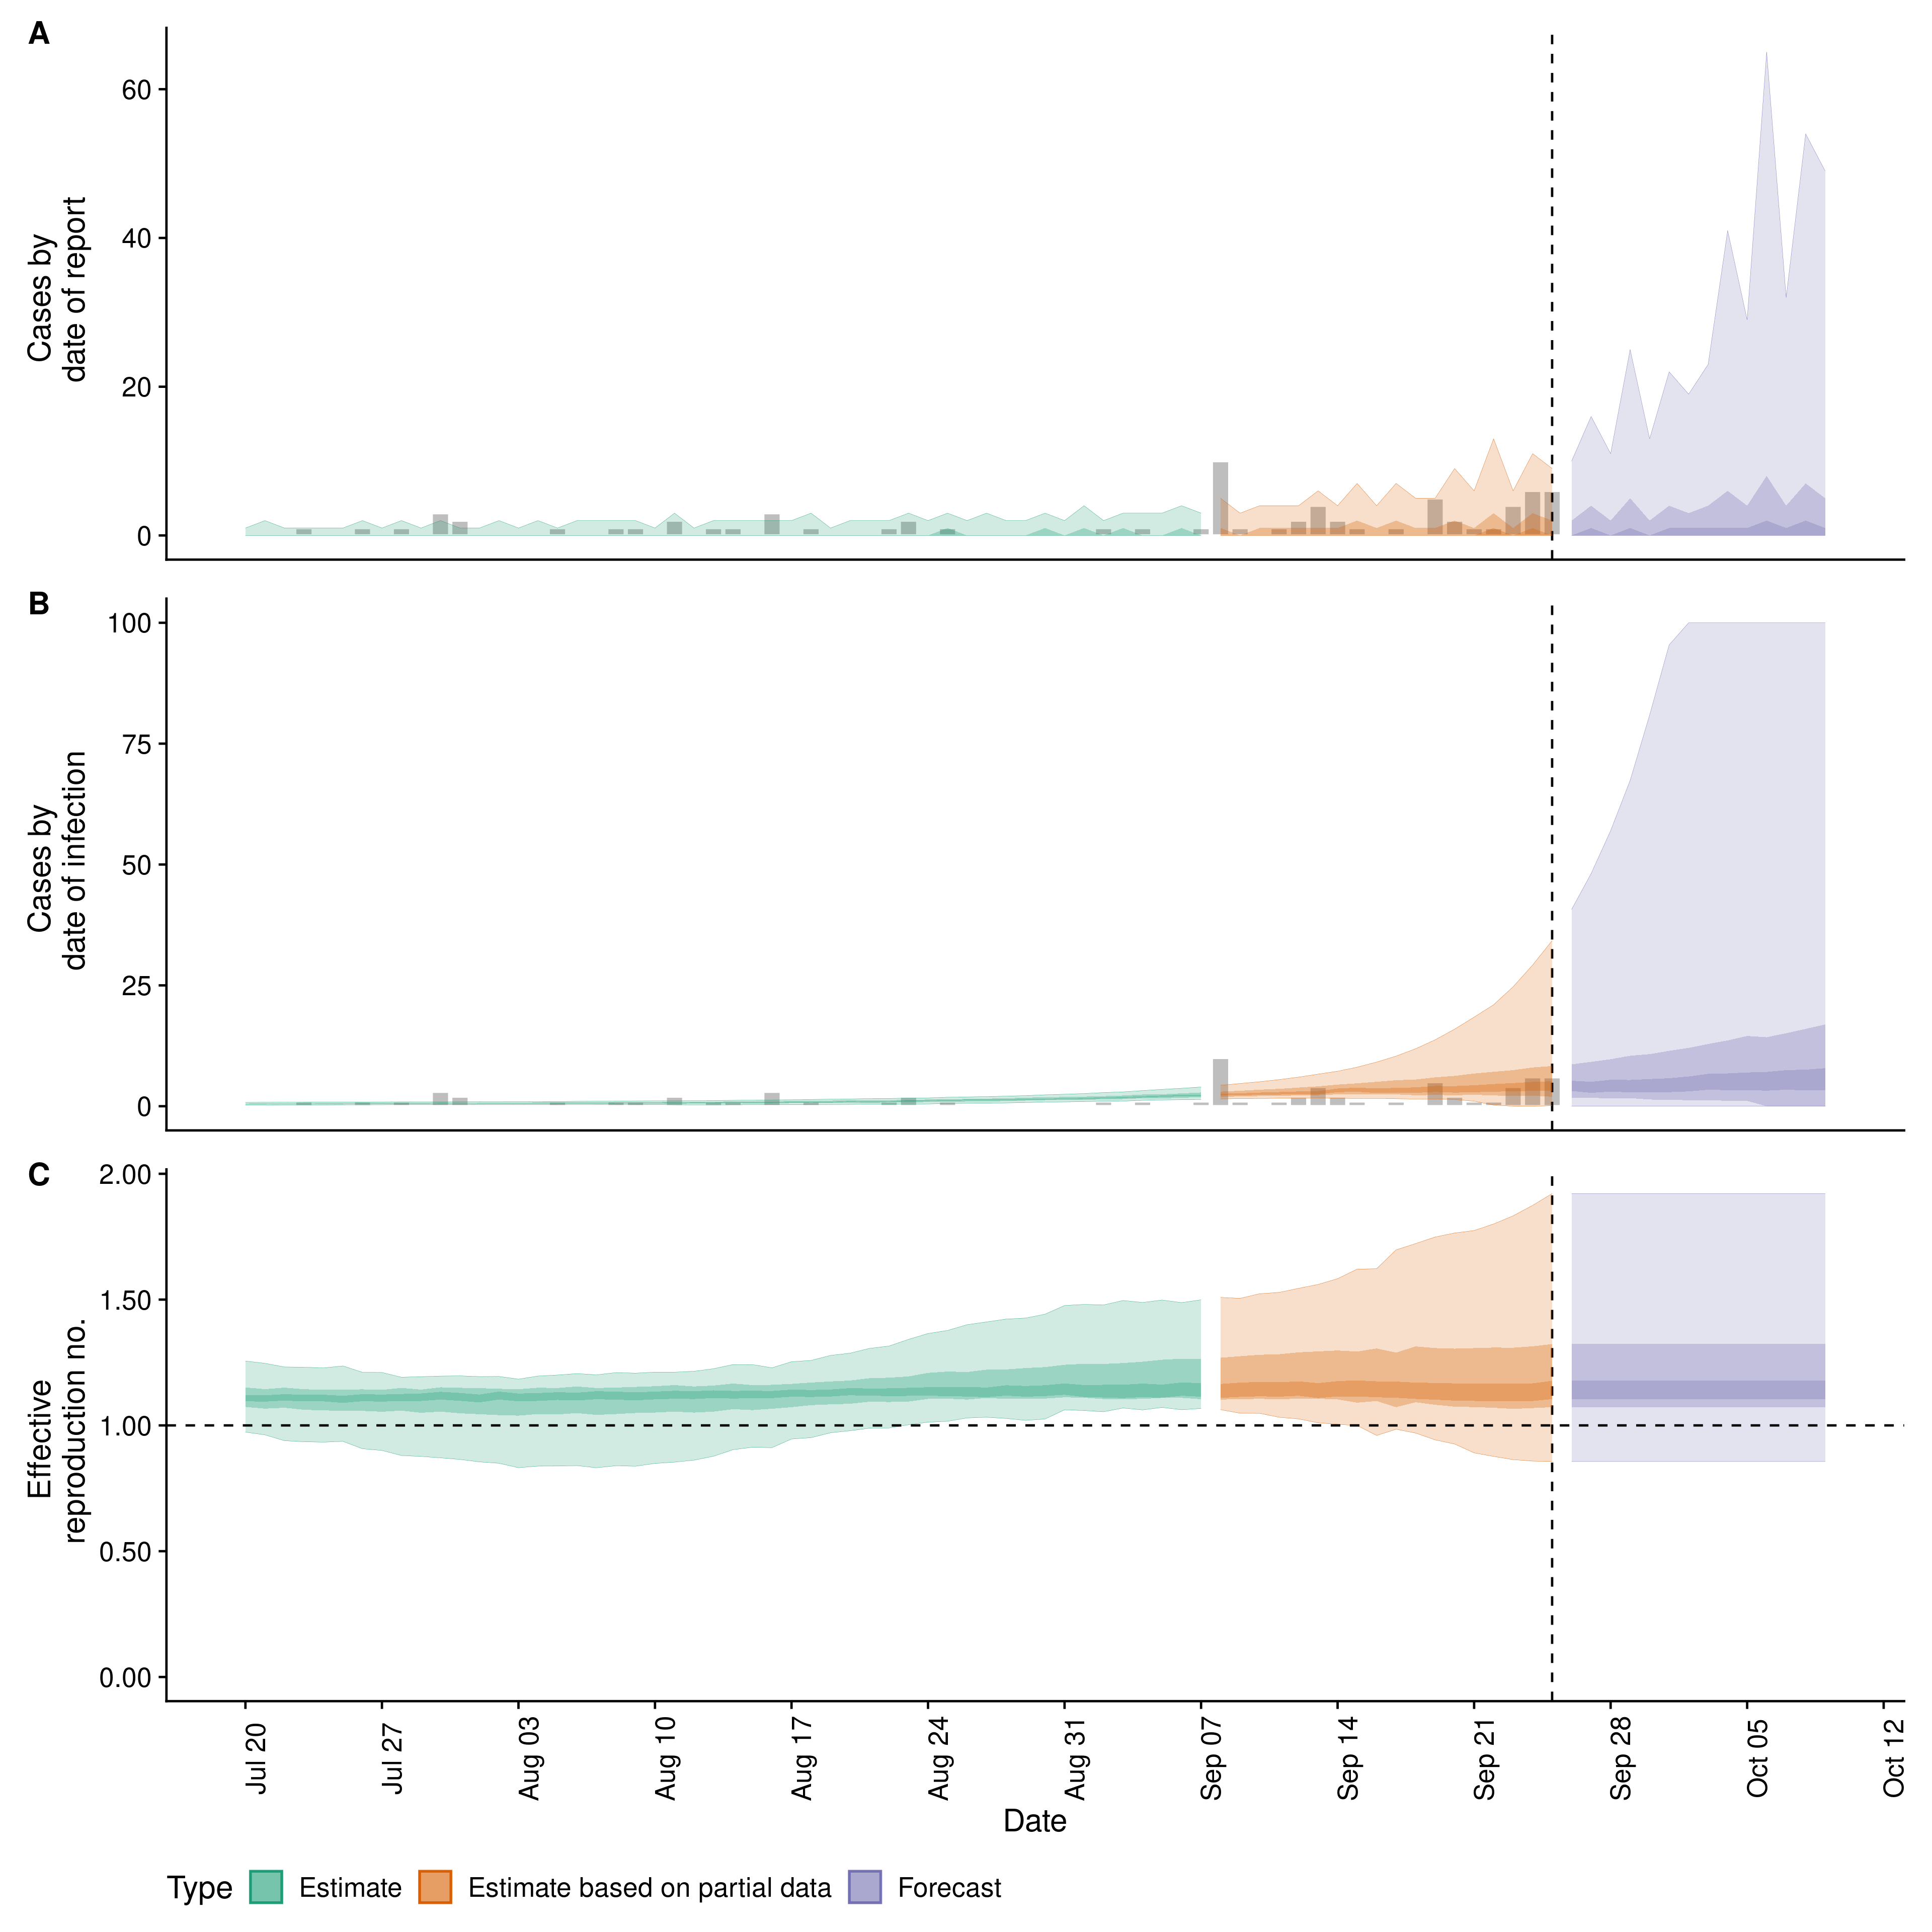 A
Cases by
date of report
60
40
20
0
B
Cases by
date of infection
100
75
50
25
0
C
Effective
reproduction no.
2.00
1.50
1.00
0.50
0.00
Jul 20
Jul 27
Aug 03
Aug 10
Aug 17
Aug 24
Aug 31
Sep 07
Sep 14
Sep 21
Sep 28
Oct 05
Oct 12
Date
Type Estimate Estimate based on partial data Forecast